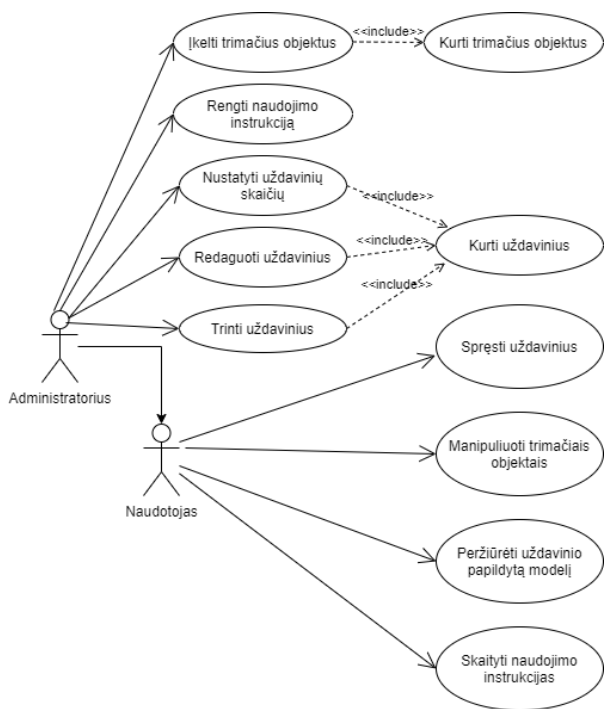 Įkelti trimačius objektus
<<include>>
Kurti trimačius objektus
Rengti naudojimo
instrukciją
Nustatyti uždavinių
skaičių
<<include>>
Redaguoti uždavinius
<<include>>
Kurti uždavinius
<<include>>
Trinti uždavinius
Administratorius
Spręsti uždavinius
Naudotojas
Manipuliuoti trimačiais
objektais
Peržiūrėti uždavinio
papildytą modelį
Skaityti naudojimo
instrukcijas